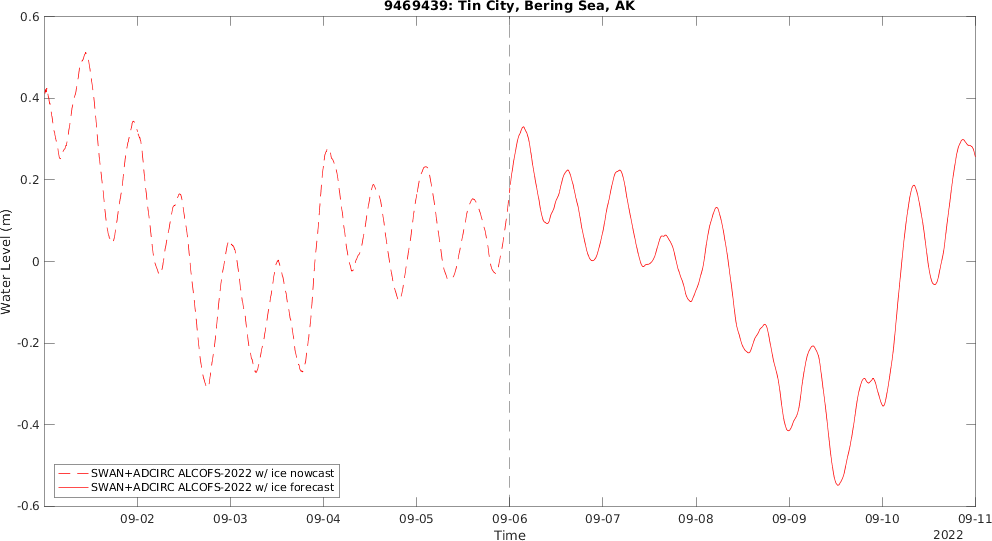 9469439: Tin City, Bering Sea, AK
Water Level (m)
0.6
0.4
0.2
0
-0.2
-0.4
-0.6
SWAN+ADCIRC ALCOFS-2022 w/ ice nowcast
SWAN+ADCIRC ALCOFS-2022 w/ ice forecast
09-02 09-03 09-04 09-05 09-06 09-07 09-08 09-09 09-10 09-11
Time
2022